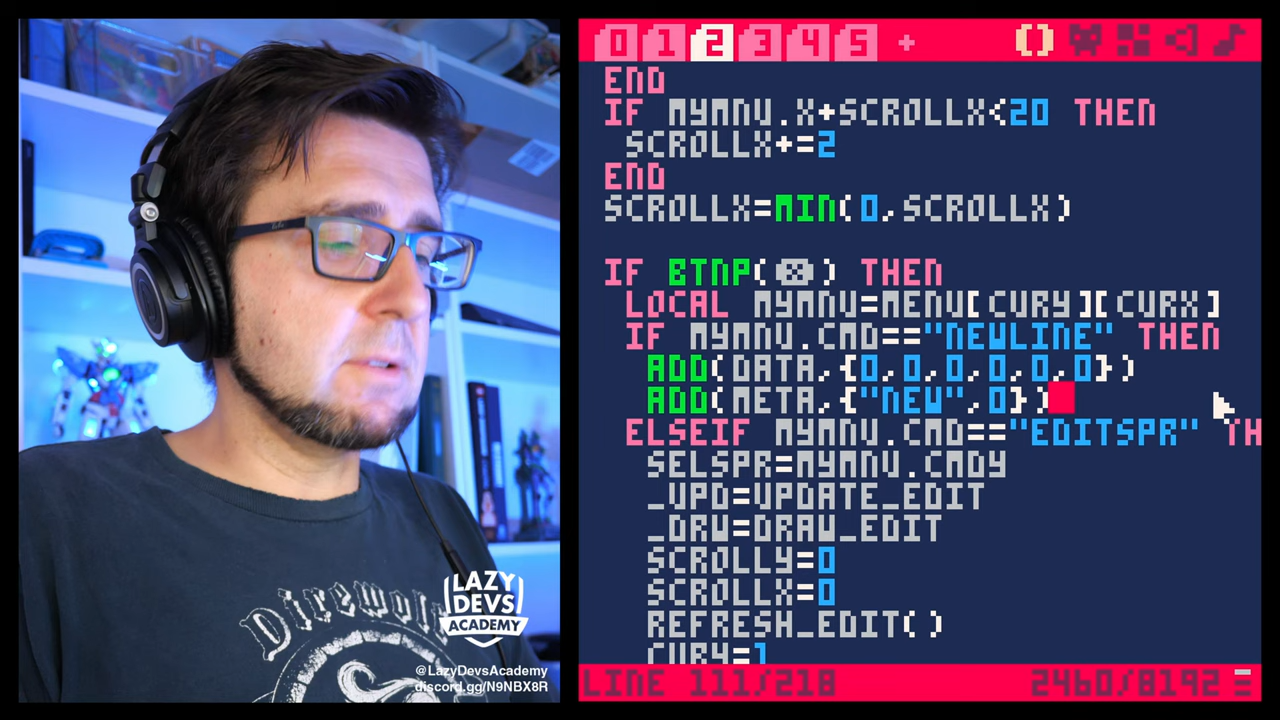 Direwolf
LAZY
DEVS
ACADEMY
@LazyDevsAcademy
discord.gg/N9NBX8R
0 1 2 3 4 5 +
END
IF MYMNU.X+SCROLLX<20 THEN
SCROLLX+=2
END
SCROLLX=MIN(0,SCROLLX)
IF BTNP(❎) THEN
LOCAL MYMNU=MENU[CURY][CURX]
IF MYMNU.CMD=="NEWLINE" THEN
ADD(DATA,{0,0,0,0,0,0})
ADD(META,{"NEW",0})
ELSEIF MYMNU.CMD=="EDITSPR" TH
SELSPR=MYMNU.CMDY
_UPD=UPDATE_EDIT
_DRW=DRAW_EDIT
SCROLLY=0
SCROLLX=0
REFRESH_EDIT()
CURY=1
LINE 111/218
2460/8192